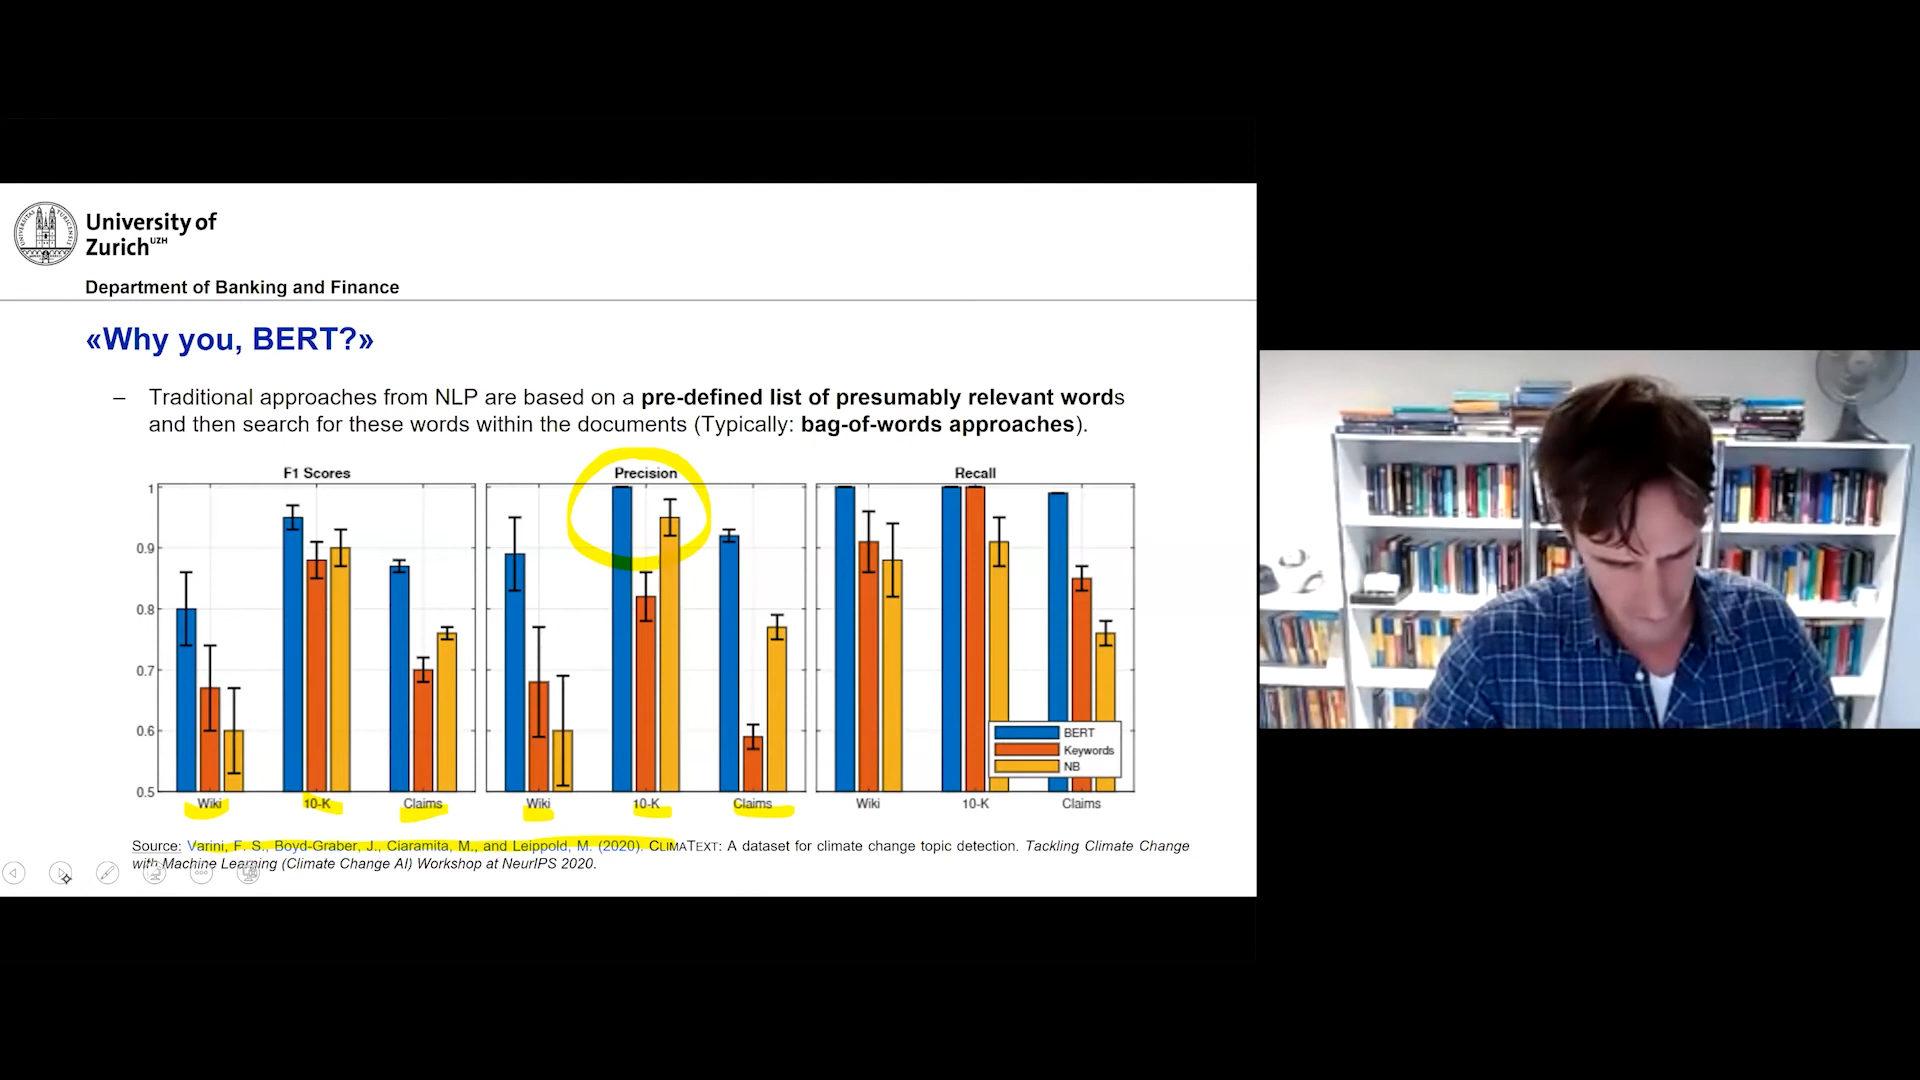 University of
Zurich UZH
Department of Banking and Finance
«Why you, BERT?»
– Traditional approaches from NLP are based on a pre-defined list of presumably relevant words
and then search for these words within the documents (Typically: bag-of-words approaches).
F1 Scores
Precision
Recall
1
0.9
0.8
0.7
0.6
0.5
Wiki 10-K Claims
Wiki 10-K Claims
Wiki 10-K Claims
BERT
Keywords
NB
Source: Varini, F. S., Boyd-Graber, J., Ciaramita, M., and Leippold, M. (2020). CLIMATEXT: A dataset for climate change topic detection. Tackling Climate Change
with Machine Learning (Climate Change AI) Workshop at NeurIPS 2020.